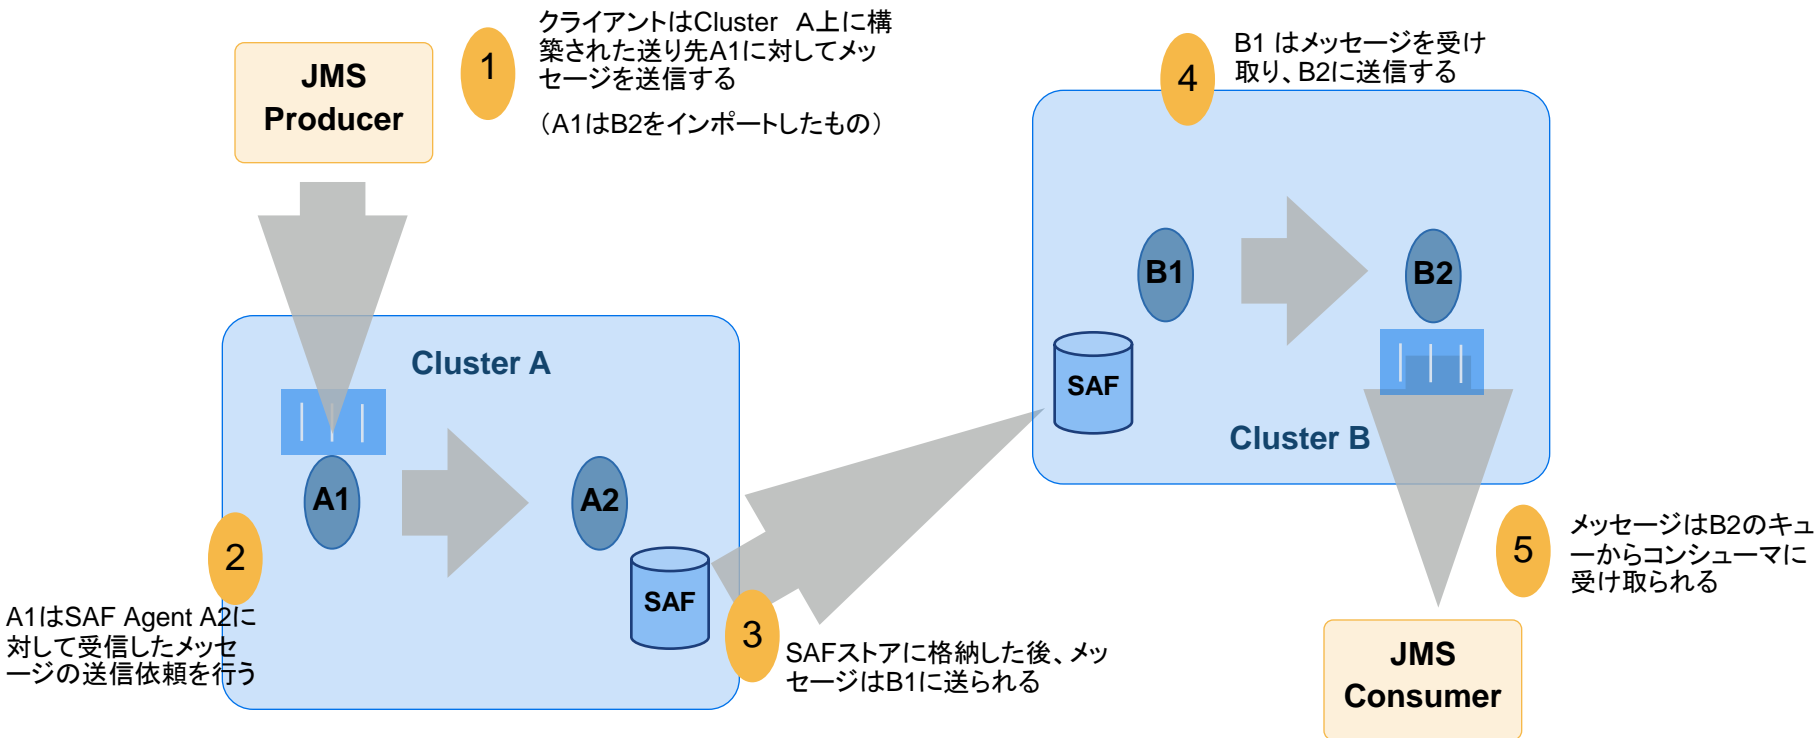 JMS
Producer
1
クライアントはCluster　A上に構
築された送り先A1に対してメッ
セージを送信する
（A1はB2をインポートしたもの）
4
B1 はメッセージを受け
取り、B2に送信する
Cluster A
A1
A2
SAF
2
A1はSAF Agent A2に
対して受信したメッセ
ージの送信依頼を行う
3
SAFストアに格納した後、メッ
セージはB1に送られる
B1
B2
SAF
Cluster B
5
メッセージはB2のキュ
ーからコンシューマに
受け取られる
JMS
Consumer